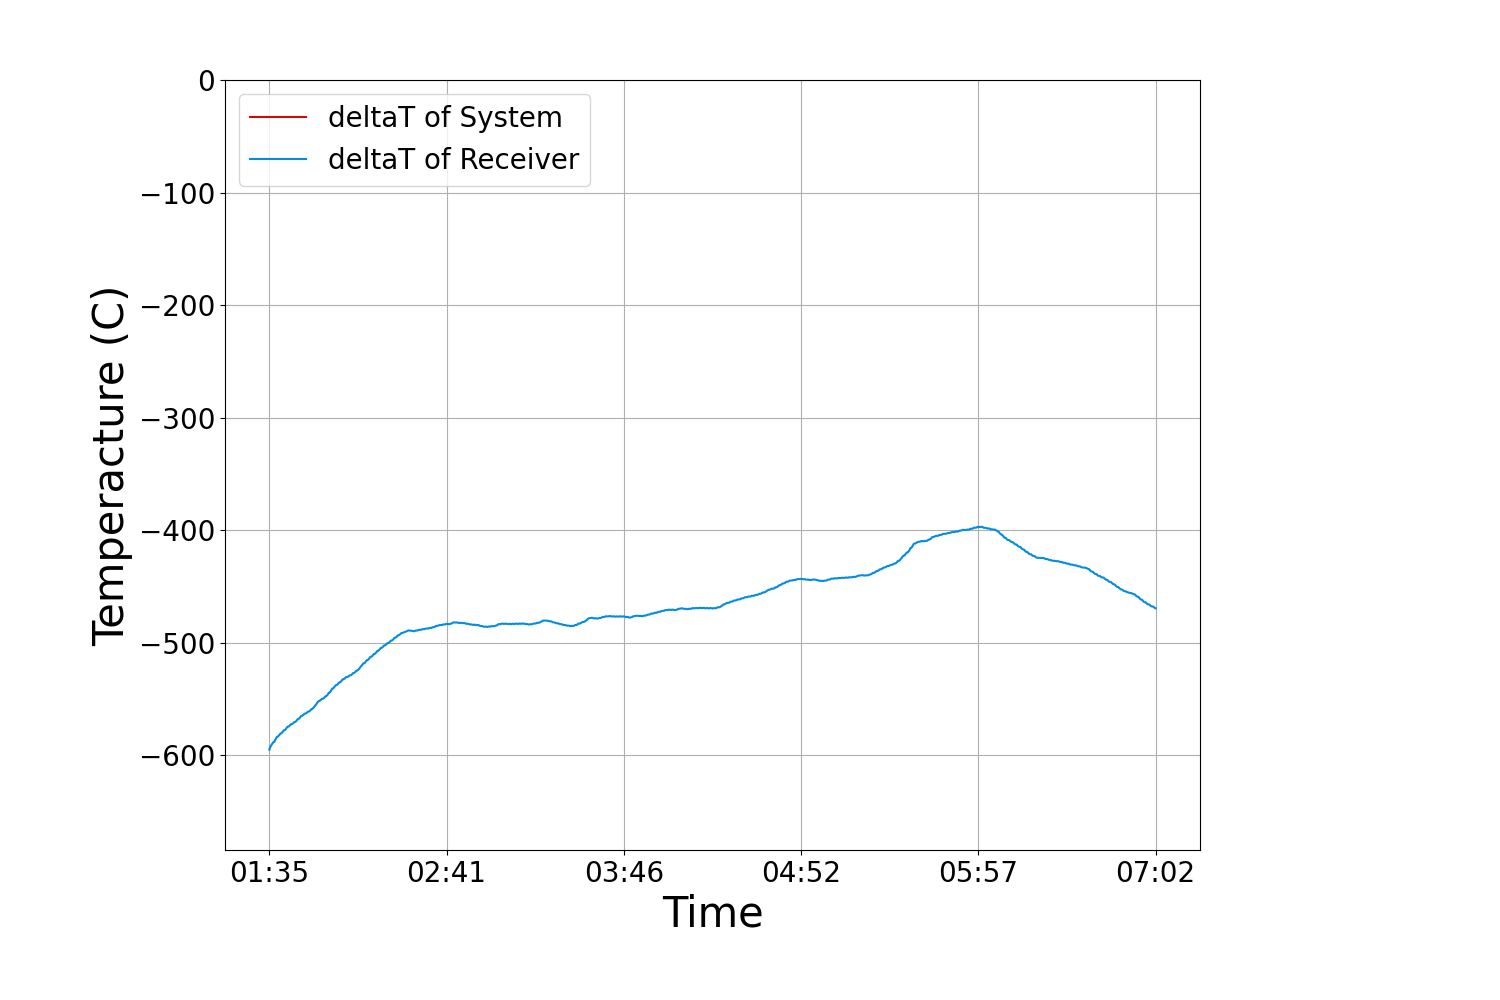 0
−100
−200
−300
−400
−500
−600
Temperacture (C)
deltaT of System
deltaT of Receiver
01:35 02:41 03:46 04:52 05:57 07:02
Time